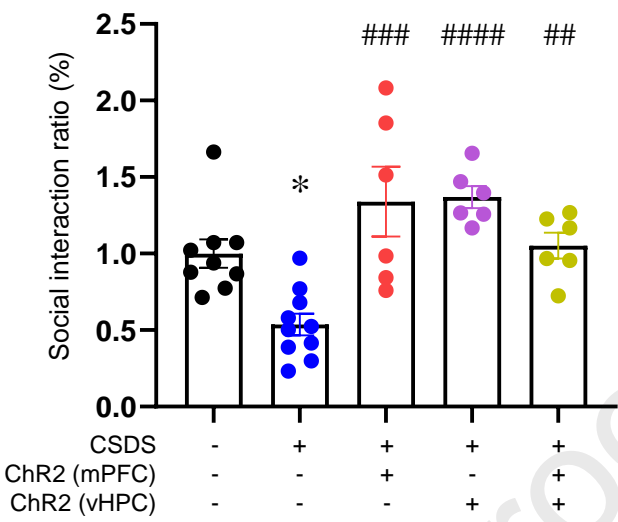 Social interaction ratio (%)
2.5
2.0
1.5
1.0
0.5
0.0
*
### #### ##
CSDS - + + + +
ChR2 (mPFC) - - + - +
ChR2 (vHPC) - - - + +